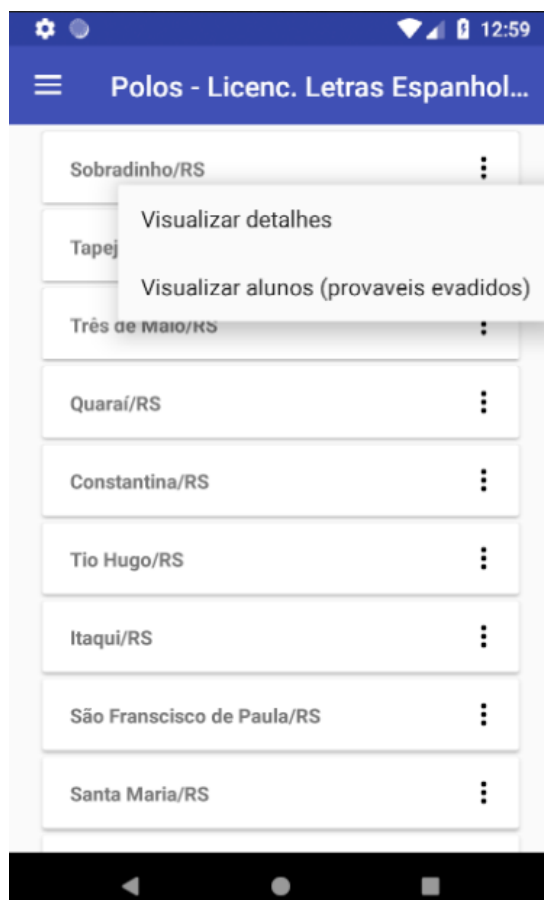 12:59
Polos - Licenc. Letras Espanhol...
Sobradinho/RS
Visualizar detalhes
Tapej
Visualizar alunos (provaveis evadidos)
Três de Maio/RS
Quaraí/RS
Constantina/RS
Tio Hugo/RS
Itaqui/RS
São Franscisco de Paula/RS
Santa Maria/RS